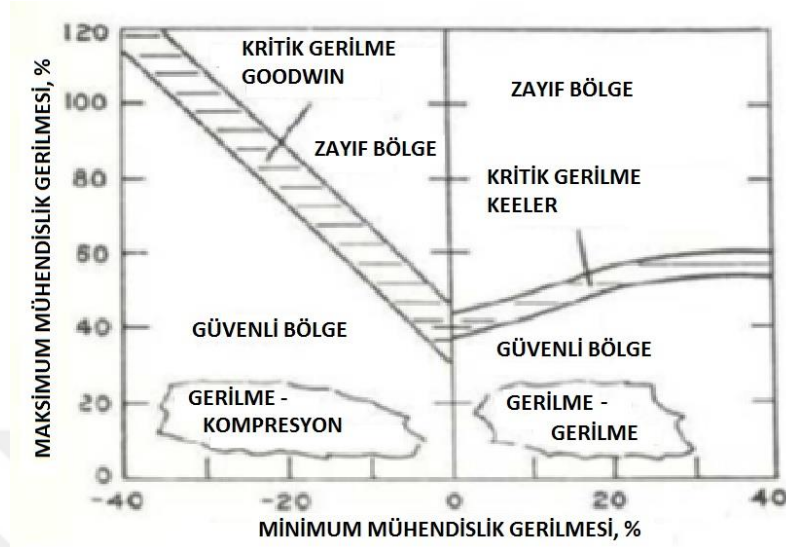 MAKSİMUM MÜHENDİSLİK GERİLMESİ, %
120
100
80
60
40
20
0
KRİTİK GERİLME
GOODWIN
ZAYIF BÖLGE
ZAYIF BÖLGE
KRİTİK GERİLME
KEELER
GÜVENLİ BÖLGE
GÜVENLİ BÖLGE
GERİLME -
KOMPRESYON
GERİLME -
GERİLME
-40
-20
0
20
40
MİNİMUM MÜHENDİSLİK GERİLMESİ, %